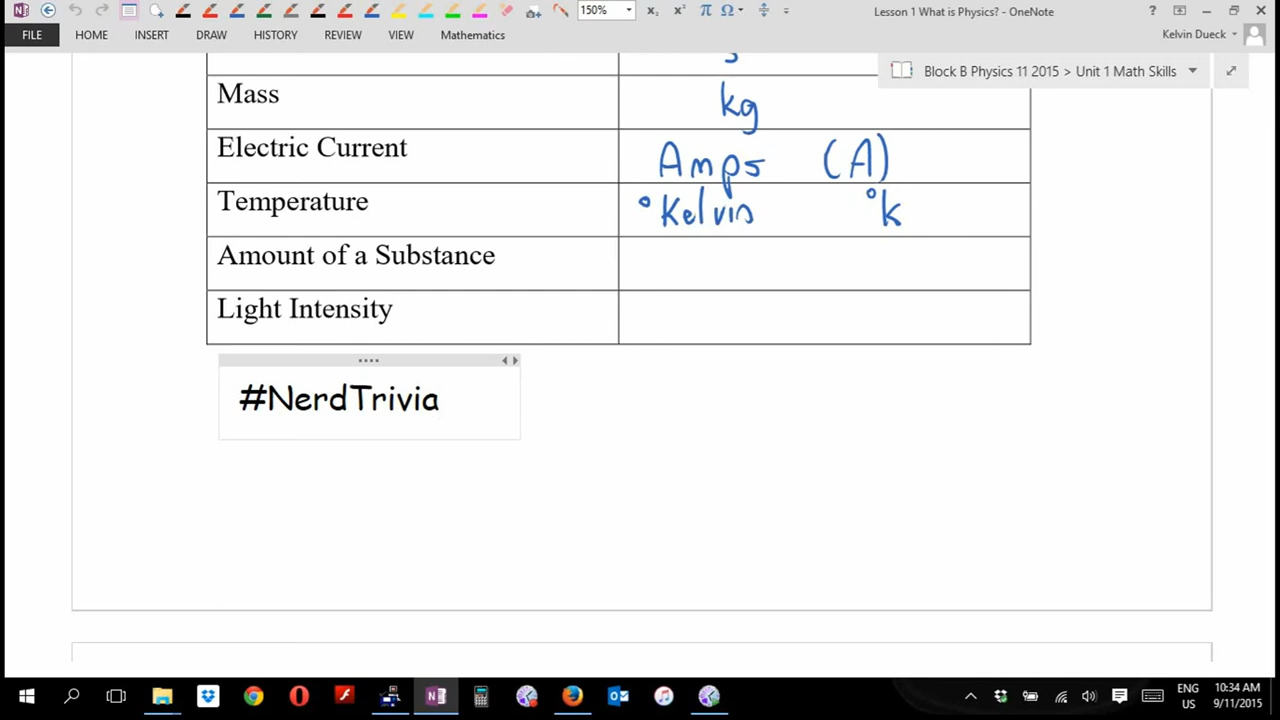 150%
x₂ x² π Ω
Lesson 1 What is Physics? - OneNote
?
FILE HOME INSERT DRAW HISTORY REVIEW VIEW Mathematics
Kelvin Dueck
Block B Physics 11 2015 > Unit 1 Math Skills
s
Mass kg
Electric Current Amps (A)
Temperature °Kelvin °k
Amount of a Substance
Light Intensity
#NerdTrivia
ENG 10:34 AM
US 9/11/2015